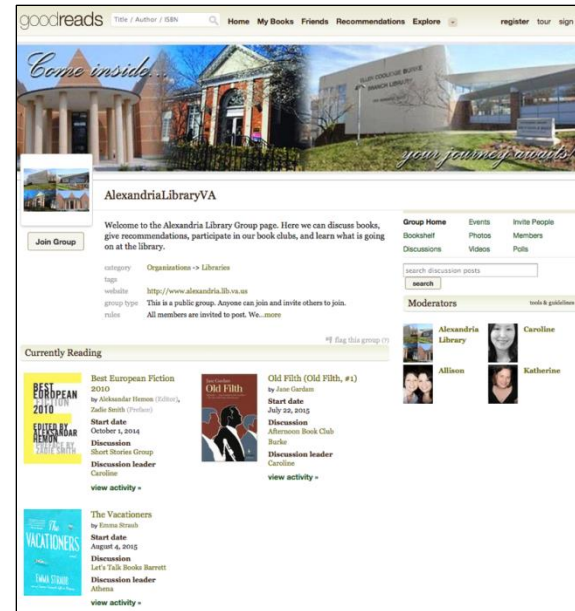 goodreads
Title / Author / ISBN
Home My Books Friends Recommendations Explore
register tour sign
Come inside...
ELLEN COOLIDGE BURKE
BRANCH LIBRARY
your journey awaits!
AlexandriaLibraryVA
Join Group
Welcome to the Alexandria Library Group page. Here we can discuss books,
give recommendations, participate in our book clubs, and learn what is going
on at the library.
category Organizations -> Libraries
tags
website http://www.alexandria.lib.va.us
group type This is a public group. Anyone can join and invite others to join.
rules All members are invited to post. We...more
Group Home Events Invite People
Bookshelf Photos Members
Discussions Videos Polls
search discussion posts
search
Moderators tools & guidelines
Alexandria
Library
Caroline
Allison
Katherine
flag this group (?)
Currently Reading
BEST
EUROPEAN
FICTION
2010
EDITED BY
ALEKSANDAR
HEMON
PREFACE BY
ZADIE SMITH
Best European Fiction
2010
by Aleksandar Hemon (Editor),
Zadie Smith (Preface)
Start date
October 1, 2014
Discussion
Short Stories Group
Discussion leader
Caroline
view activity »
Jane Gardam
Old Filth
Old Filth (Old Filth, #1)
by Jane Gardam
Start date
July 22, 2015
Discussion
Afternoon Book Club
Burke
Discussion leader
Caroline
view activity »
The
VACATIONERS
EMMA STRAUB
The Vacationers
by Emma Straub
Start date
August 4, 2015
Discussion
Let's Talk Books Barrett
Discussion leader
Athena
view activity »